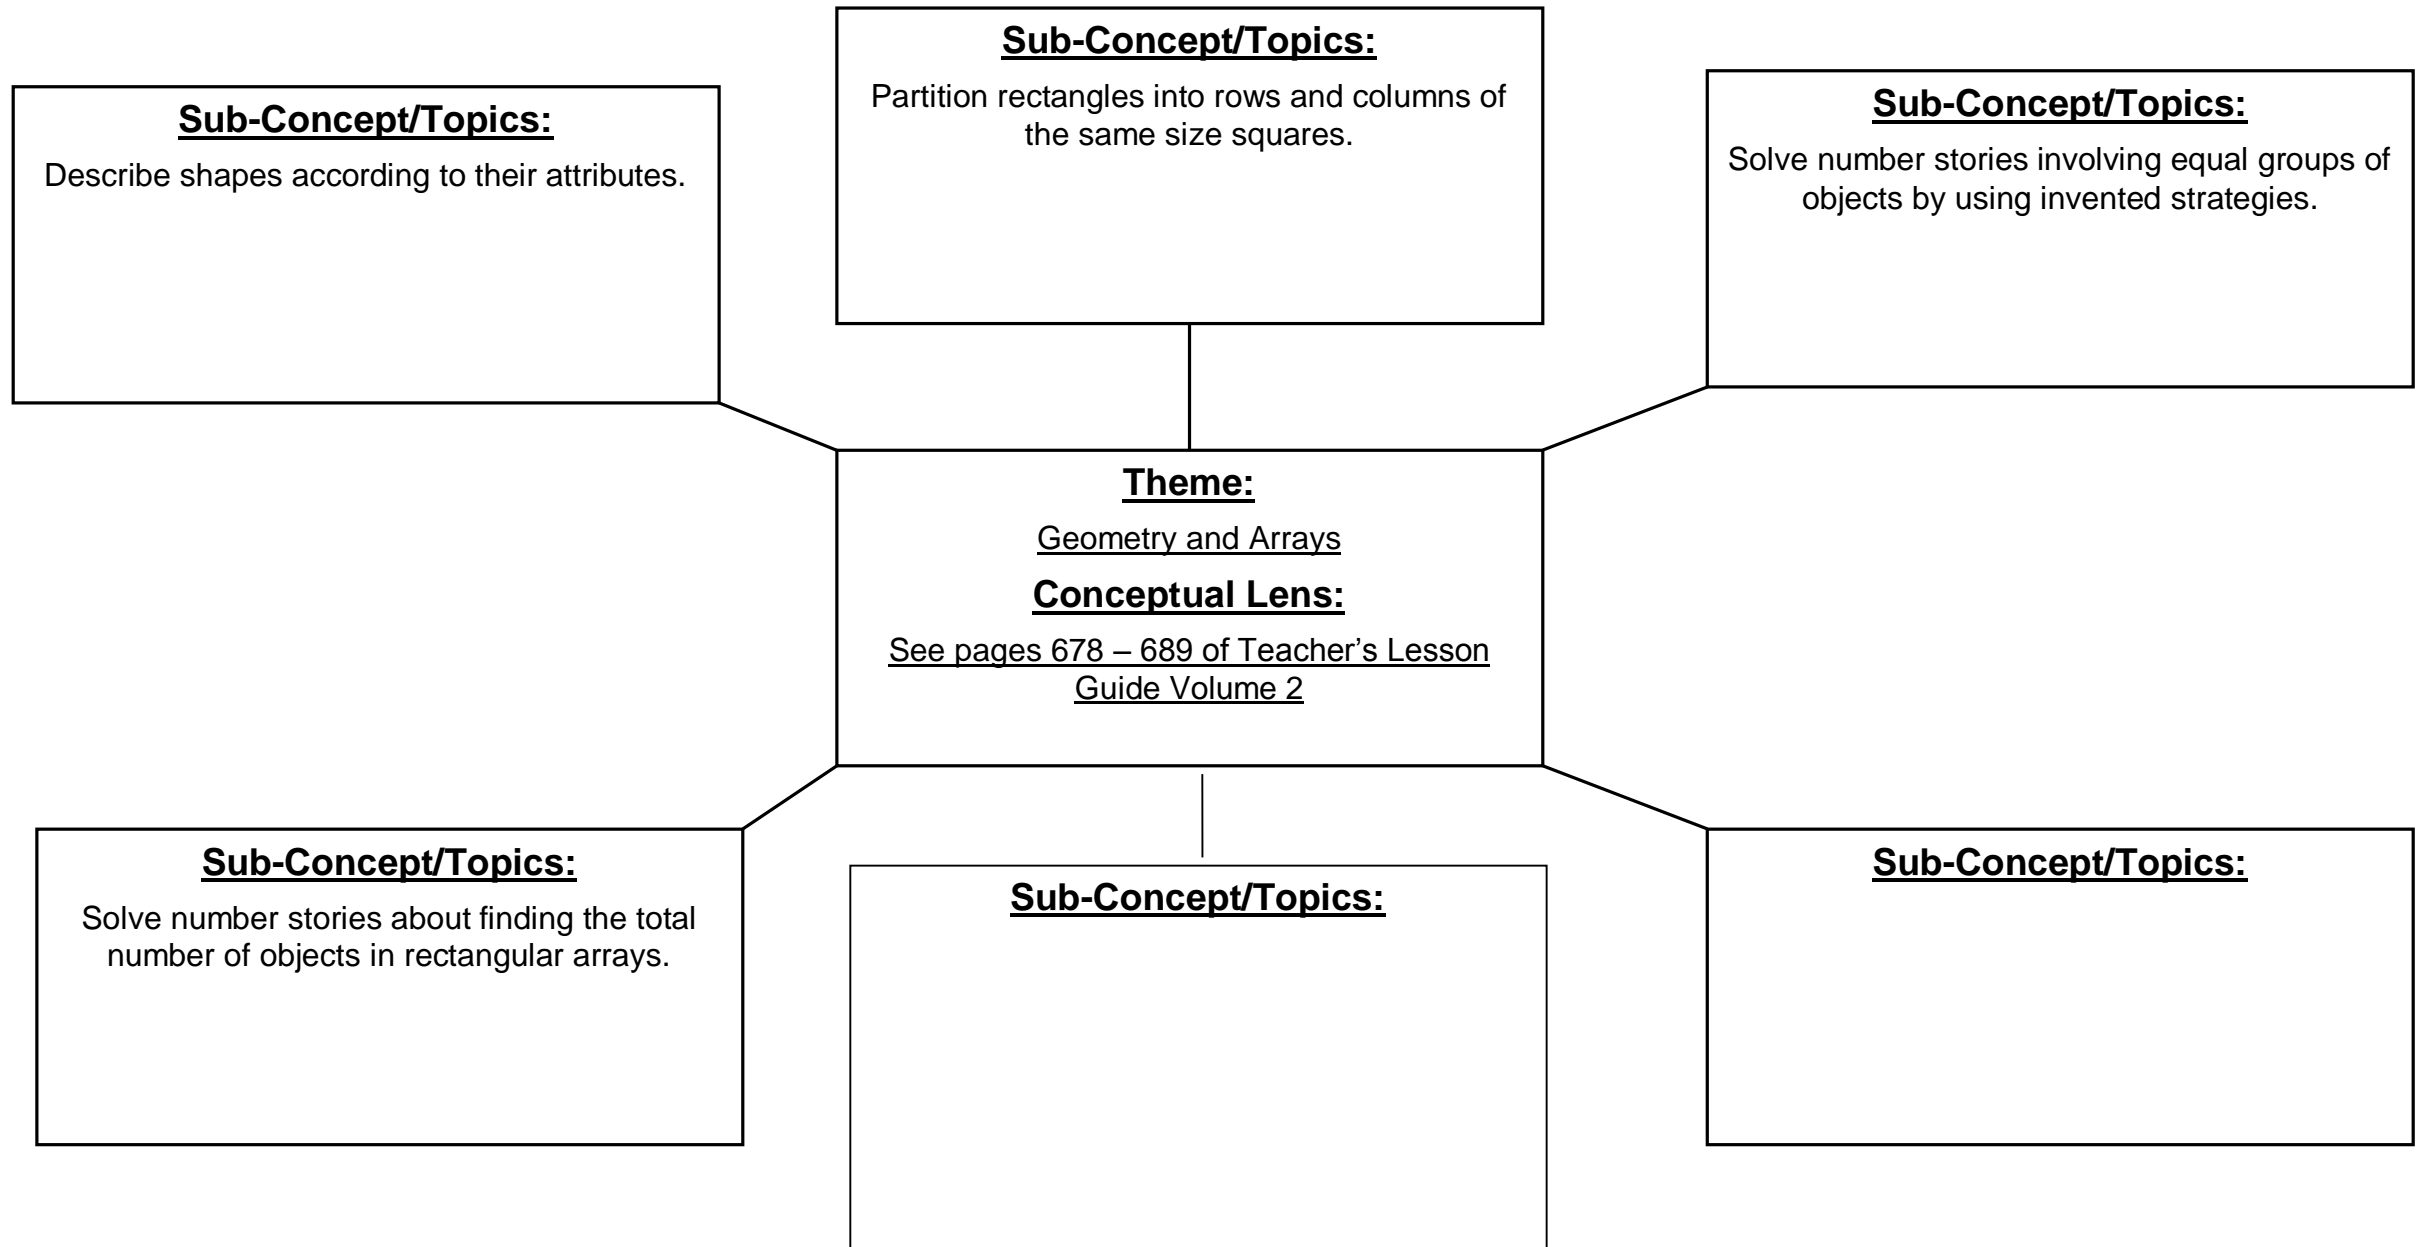 Sub-Concept/Topics:
Describe shapes according to their attributes.
Sub-Concept/Topics:
Partition rectangles into rows and columns of
the same size squares.
Sub-Concept/Topics:
Solve number stories involving equal groups of
objects by using invented strategies.
Theme:
Geometry and Arrays
Conceptual Lens:
See pages 678 – 689 of Teacher’s Lesson
Guide Volume 2
Sub-Concept/Topics:
Solve number stories about finding the total
number of objects in rectangular arrays.
Sub-Concept/Topics:
Sub-Concept/Topics: